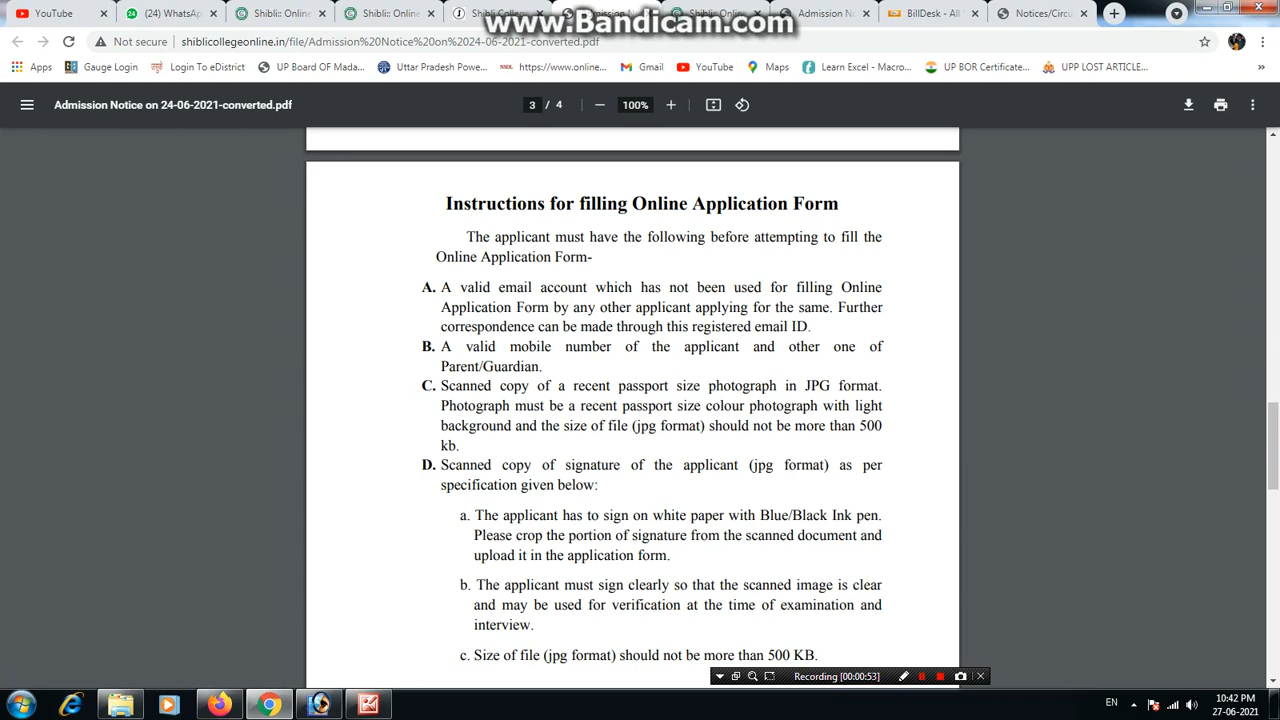 YouTube
(24) WhatsAp
Shibli:: Online
Shibli:: Online
Shibli Colleg
BillDesk - All
www.Bandicam.com
Not secure | shiblicollegeonline.in/file/Admission%20Notice%20on%2024-06-2021-converted.pdf
Apps Gauge Login Login To eDistrict UP Board OF Mada... Uttar Pradesh Powe... https://www.online... Gmail YouTube Maps Learn Excel - Macro... UP BOR Certificate... UPP LOST ARTICLE... »
Admission Notice on 24-06-2021-converted.pdf 3 / 4 100%
Instructions for filling Online Application Form
The applicant must have the following before attempting to fill the
Online Application Form-
A. A valid email account which has not been used for filling Online
Application Form by any other applicant applying for the same. Further
correspondence can be made through this registered email ID.
B. A valid mobile number of the applicant and other one of
Parent/Guardian.
C. Scanned copy of a recent passport size photograph in JPG format.
Photograph must be a recent passport size colour photograph with light
background and the size of file (jpg format) should not be more than 500
kb.
D. Scanned copy of signature of the applicant (jpg format) as per
specification given below:
a. The applicant has to sign on white paper with Blue/Black Ink pen.
Please crop the portion of signature from the scanned document and
upload it in the application form.
b. The applicant must sign clearly so that the scanned image is clear
and may be used for verification at the time of examination and
interview.
c. Size of file (jpg format) should not be more than 500 KB.
Recording [00:00:53]
EN 10:42 PM
27-06-2021